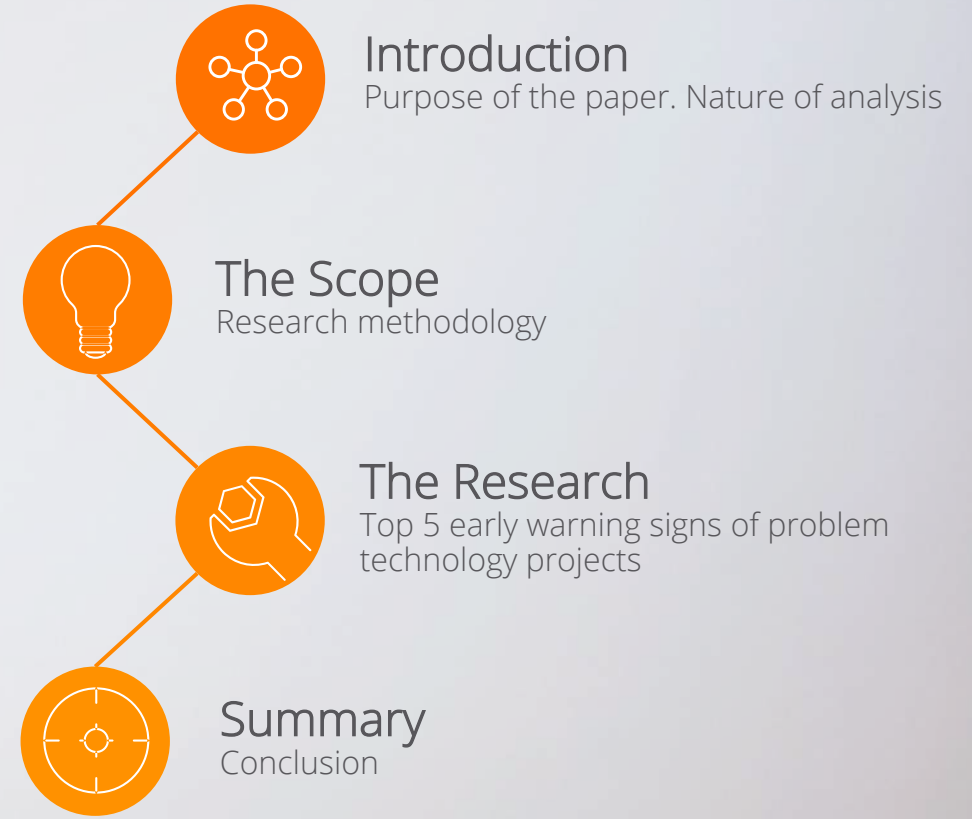 Introduction
Purpose of the paper. Nature of analysis
The Scope
Research methodology
The Research
Top 5 early warning signs of problem
technology projects
Summary
Conclusion